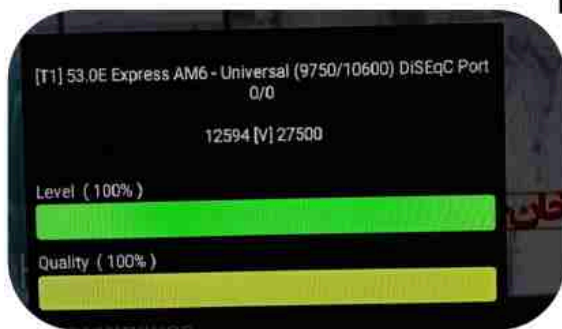 [T1] 53.0E Express AM6 - Universal (9750/10600) DiSEqC Port
0/0
12594 [V] 27500
Level ( 100% )
Quality ( 100% )